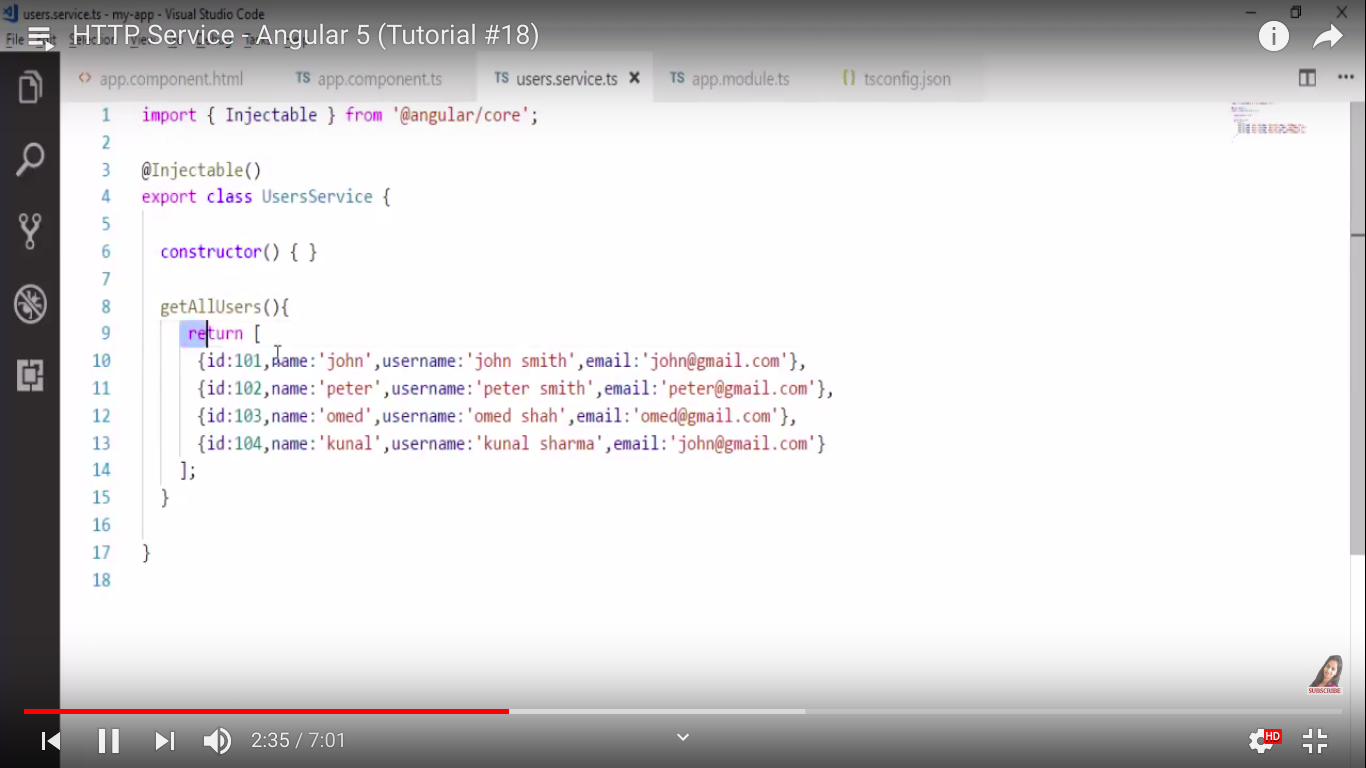 users.service.ts - my-app - Visual Studio Code
HTTP Service - Angular 5 (Tutorial #18)
File
Selection
app.component.html
TS app.component.ts
TS users.service.ts ×
TS app.module.ts
{} tsconfig.json
1 import { Injectable } from '@angular/core';
2
3 @Injectable()
4 export class UsersService {
5
6 constructor() { }
7
8 getAllUsers(){
9 return [
10 {id:101,name:'john',username:'john smith',email:'john@gmail.com'},
11 {id:102,name:'peter',username:'peter smith',email:'peter@gmail.com'},
12 {id:103,name:'omed',username:'omed shah',email:'omed@gmail.com'},
13 {id:104,name:'kunal',username:'kunal sharma',email:'john@gmail.com'}
14 ];
15 }
16
17 }
18
SUBSCRIBE
2:35 / 7:01
HD